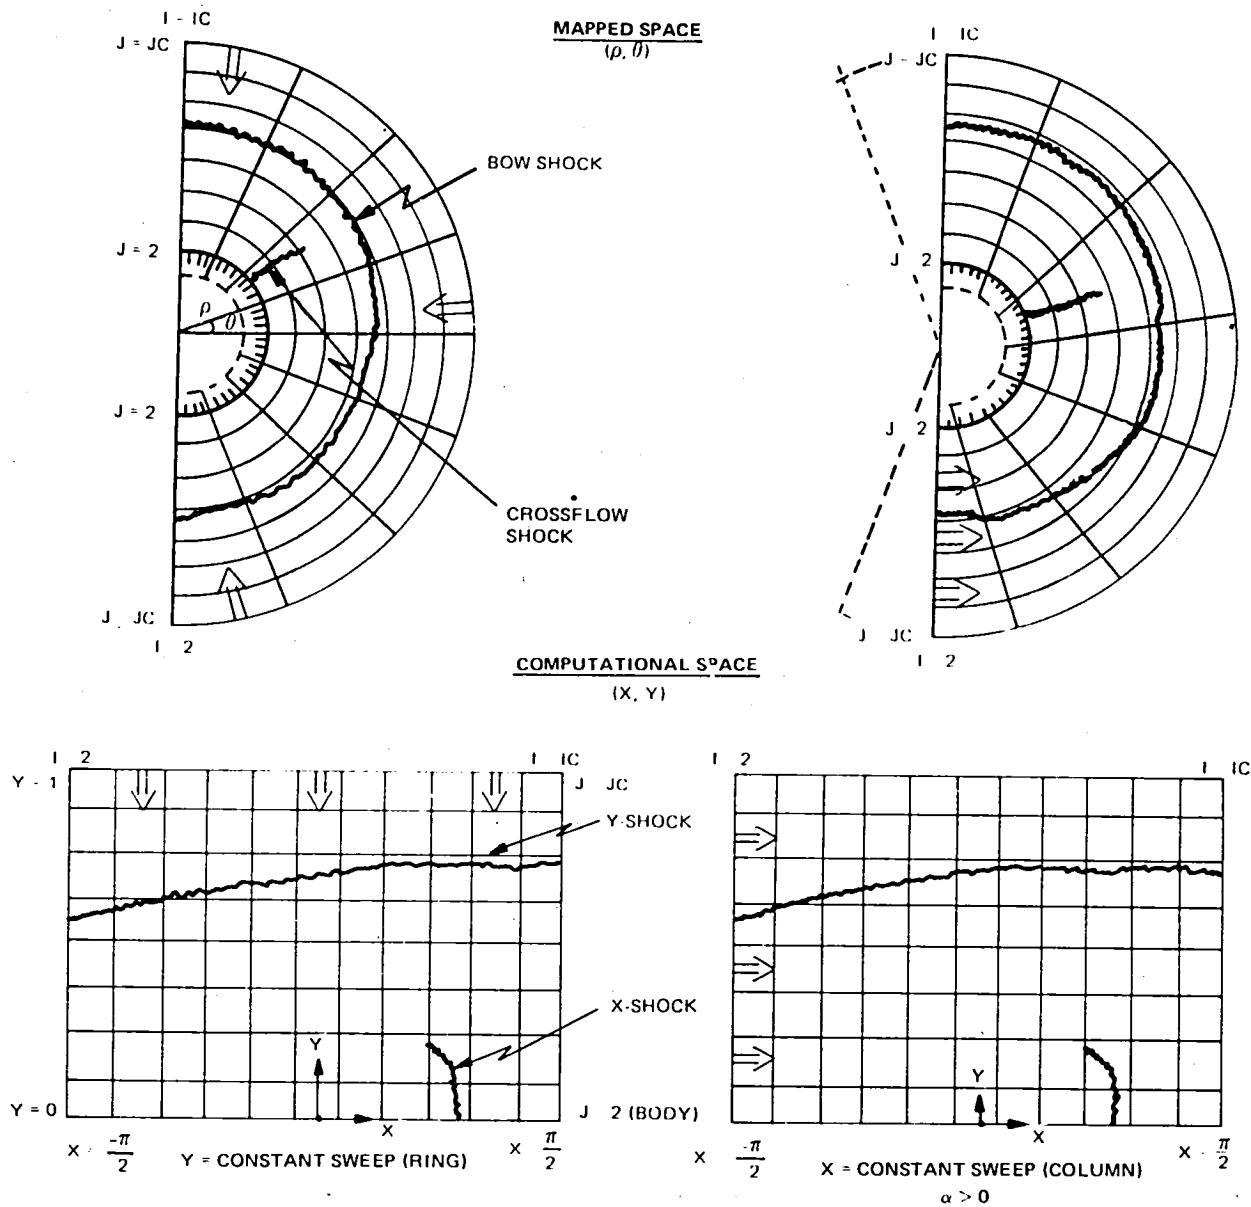 MAPPED SPACE
(ρ, θ)
I - IC
J = JC
BOW SHOCK
J = 2
ρ
θ
J = 2
CROSSFLOW
SHOCK
J JC
I 2
I IC
J - JC
J 2
J 2
J JC
I 2
COMPUTATIONAL SPACE
(X, Y)
I 2
I IC
Y - 1
J JC
Y-SHOCK
X-SHOCK
Y
X
Y = 0
J 2 (BODY)
X · -π/2
X π/2
Y = CONSTANT SWEEP (RING)
I 2
I IC
Y
X
X -π/2
X · π/2
X = CONSTANT SWEEP (COLUMN)
α > 0